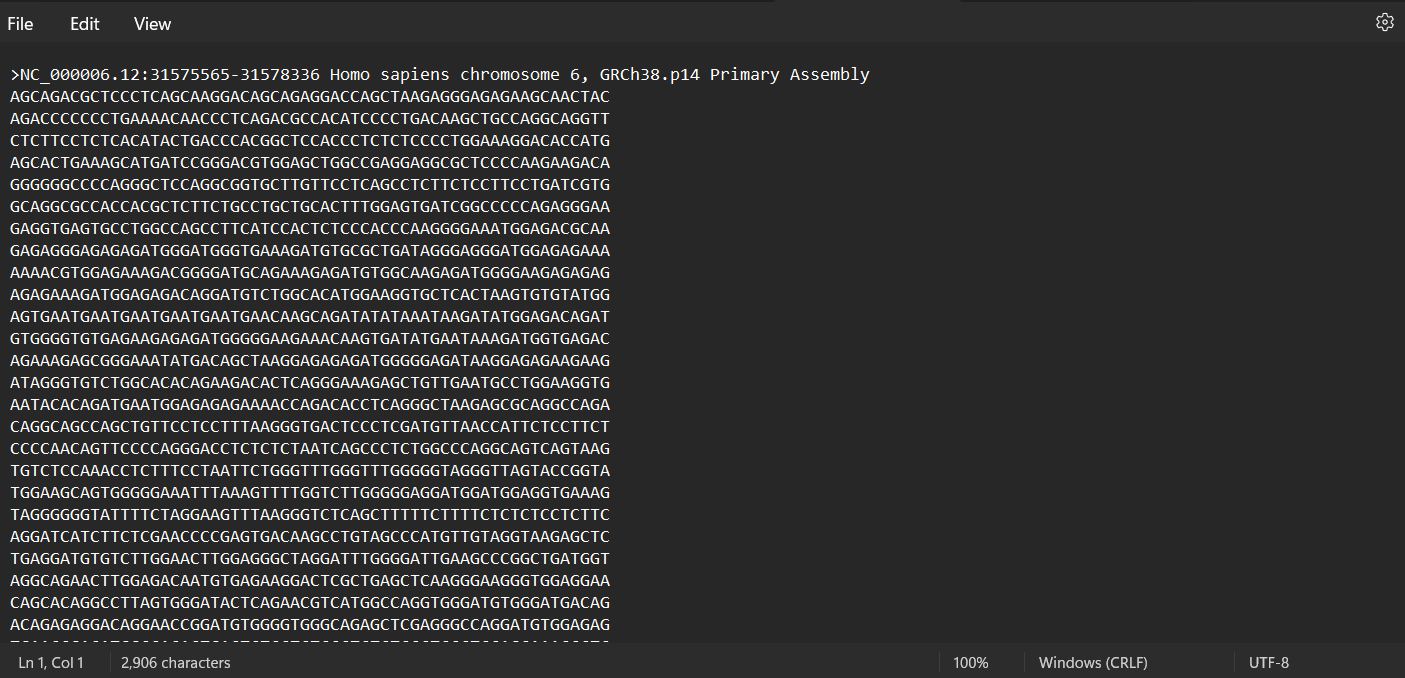 File Edit View
>NC_000006.12:31575565-31578336 Homo sapiens chromosome 6, GRCh38.p14 Primary Assembly
AGCAGACGCTCCCTCAGCAAGGACAGCAGAGGACCAGCTAAGAGGGAGAGAAGCAACTAC
AGACCCCCCCTGAAAACAACCCTCAGACGCCACATCCCCTGACAAGCTGCCAGGCAGGTT
CTCTTCCTCTCACATACTGACCCACGGCTCCACCCTCTCTCCCCTGGAAAGGACACCATG
AGCACTGAAAGCATGATCCGGGACGTGGAGCTGGCCGAGGAGGCGCTCCCCAAGAAGACA
GGGGGGCCCCAGGGCTCCAGGCGGTGCTTGTTCCTCAGCCTCTTCTCCTTCCTGATCGTG
GCAGGCGCCACCACGCTCTTCTGCCTGCTGCACTTTGGAGTGATCGGCCCCCAGAGGGAA
GAGGTGAGTGCCTGGCCAGCCTTCATCCACTCTCCCACCCAAGGGGAAATGGAGACGCAA
GAGAGGGAGAGAGATGGGATGGGTGAAAGATGTGCGCTGATAGGGAGGGATGGAGAGAAA
AAAACGTGGAGAAAGACGGGGATGCAGAAAGAGATGTGGCAAGAGATGGGGAAGAGAGAG
AGAGAAAGATGGAGAGACAGGATGTCTGGCACATGGAAGGTGCTCACTAAGTGTGTATGG
AGTGAATGAATGAATGAATGAATGAACAAGCAGATATATAAATAAGATATGGAGACAGAT
GTGGGGTGTGAGAAGAGAGATGGGGGAAGAAACAAGTGATATGAATAAAGATGGTGAGAC
AGAAAGAGCGGGAAATATGACAGCTAAGGAGAGAGATGGGGGAGATAAGGAGAGAAGAAG
ATAGGGTGTCTGGCACACAGAAGACACTCAGGGAAAGAGCTGTTGAATGCCTGGAAGGTG
AATACACAGATGAATGGAGAGAGAAAACCAGACACCTCAGGGCTAAGAGCGCAGGCCAGA
CAGGCAGCCAGCTGTTCCTCCTTTAAGGGTGACTCCCTCGATGTTAACCATTCTCCTTCT
CCCCAACAGTTCCCCAGGGACCTCTCTCTAATCAGCCCTCTGGCCCAGGCAGTCAGTAAG
TGTCTCCAAACCTCTTTCCTAATTCTGGGTTTGGGTTTGGGGGTAGGGTTAGTACCGGTA
TGGAAGCAGTGGGGGAAATTTAAAGTTTTGGTCTTGGGGGAGGATGGATGGAGGTGAAAG
TAGGGGGGTATTTTCTAGGAAGTTTAAGGGTCTCAGCTTTTTCTTTTCTCTCTCCTCTTC
AGGATCATCTTCTCGAACCCCGAGTGACAAGCCTGTAGCCCATGTTGTAGGTAAGAGCTC
TGAGGATGTGTCTTGGAACTTGGAGGGCTAGGATTTGGGGATTGAAGCCCGGCTGATGGT
AGGCAGAACTTGGAGACAATGTGAGAAGGACTCGCTGAGCTCAAGGGAAGGGTGGAGGAA
CAGCACAGGCCTTAGTGGGATACTCAGAACGTCATGGCCAGGTGGGATGTGGGATGACAG
ACAGAGAGGACAGGAACCGGATGTGGGGTGGGCAGAGCTCGAGGGCCAGGATGTGGAGAG
Ln 1, Col 1 2,906 characters 100% Windows (CRLF) UTF-8